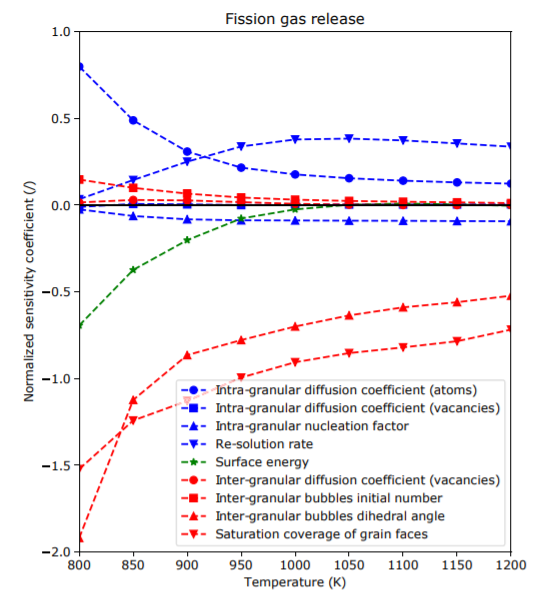 Fission gas release
Normalized sensitivity coefficient (/)
1.0
0.5
0.0
−0.5
−1.0
−1.5
−2.0
Intra-granular diffusion coefficient (atoms)
Intra-granular diffusion coefficient (vacancies)
Intra-granular nucleation factor
Re-solution rate
Surface energy
Inter-granular diffusion coefficient (vacancies)
Inter-granular bubbles initial number
Inter-granular bubbles dihedral angle
Saturation coverage of grain faces
800 850 900 950 1000 1050 1100 1150 1200
Temperature (K)